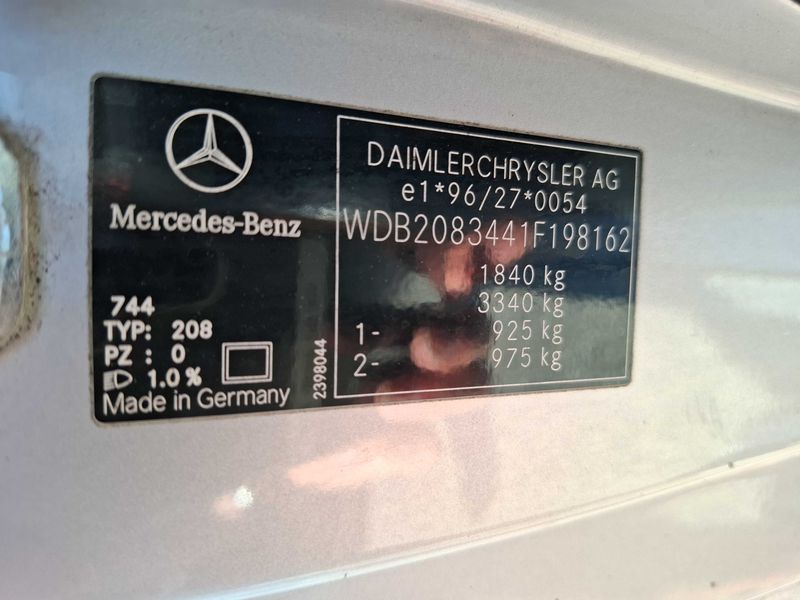 Mercedes-Benz
744
TYP: 208
PZ : 0
1.0 %
Made in Germany
2398044
DAIMLERCHRYSLER AG
e1*96/27*0054
WDB2083441F198162
1840 kg
3340 kg
1- 925 kg
2- 975 kg